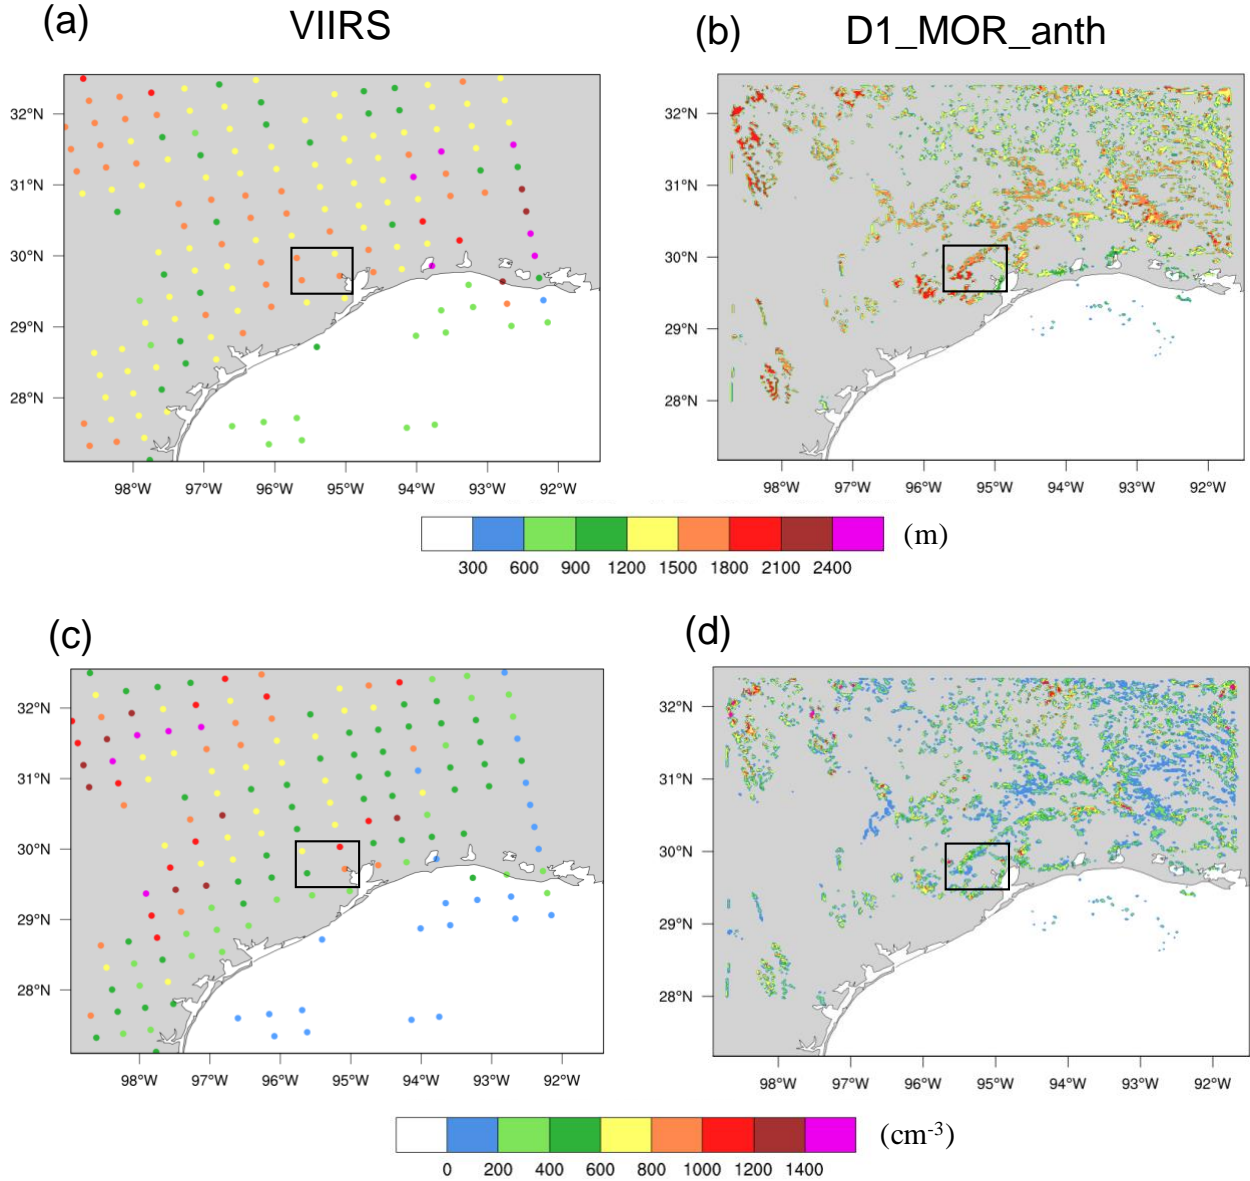 (a) VIIRS (b) D1_MOR_anth
32°N 32°N
31°N 31°N
30°N 30°N
29°N 29°N
28°N 28°N
98°W 97°W 96°W 95°W 94°W 93°W 92°W 98°W 97°W 96°W 95°W 94°W 93°W 92°W
(m)
300 600 900 1200 1500 1800 2100 2400
(c) (d)
32°N 32°N
31°N 31°N
30°N 30°N
29°N 29°N
28°N 28°N
98°W 97°W 96°W 95°W 94°W 93°W 92°W 98°W 97°W 96°W 95°W 94°W 93°W 92°W
(cm⁻³)
0 200 400 600 800 1000 1200 1400